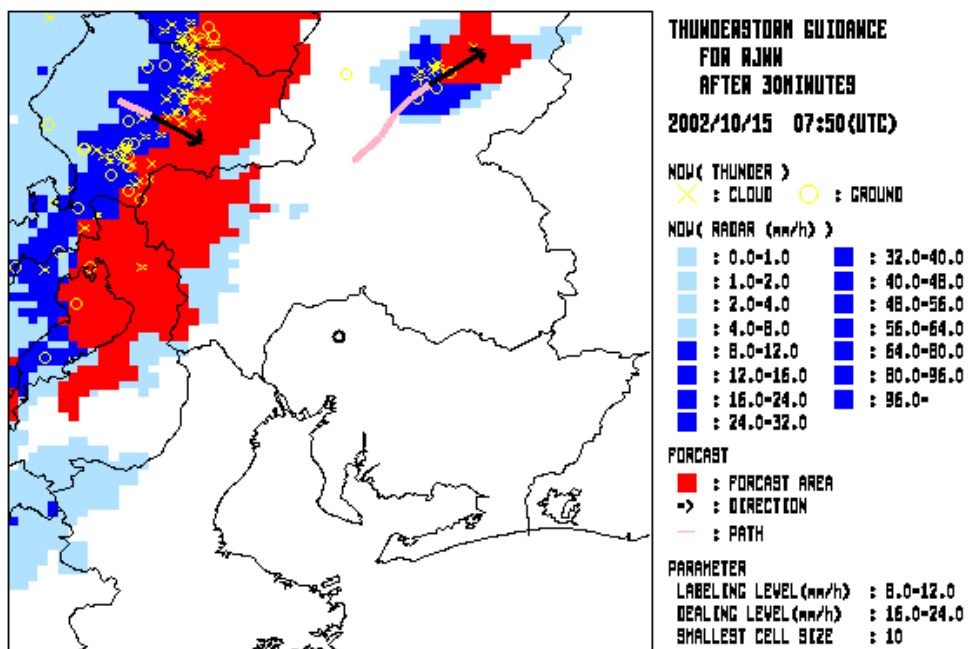 THUNDERSTORM GUIDANCE
FOR RJNN
AFTER 30MINUTES
2002/10/15 07:50(UTC)
NOW( THUNDER )
× : CLOUD ○ : GROUND
NOW( RADAR (mm/h) )
: 0.0-1.0 : 32.0-40.0
: 1.0-2.0 : 40.0-48.0
: 2.0-4.0 : 48.0-56.0
: 4.0-8.0 : 56.0-64.0
: 8.0-12.0 : 64.0-80.0
: 12.0-16.0 : 80.0-96.0
: 16.0-24.0 : 96.0-
: 24.0-32.0
FORCAST
: FORCAST AREA
-> : DIRECTION
— : PATH
PARAMETER
LABELING LEVEL(mm/h) : 8.0-12.0
DEALING LEVEL(mm/h) : 16.0-24.0
SMALLEST CELL SIZE : 10